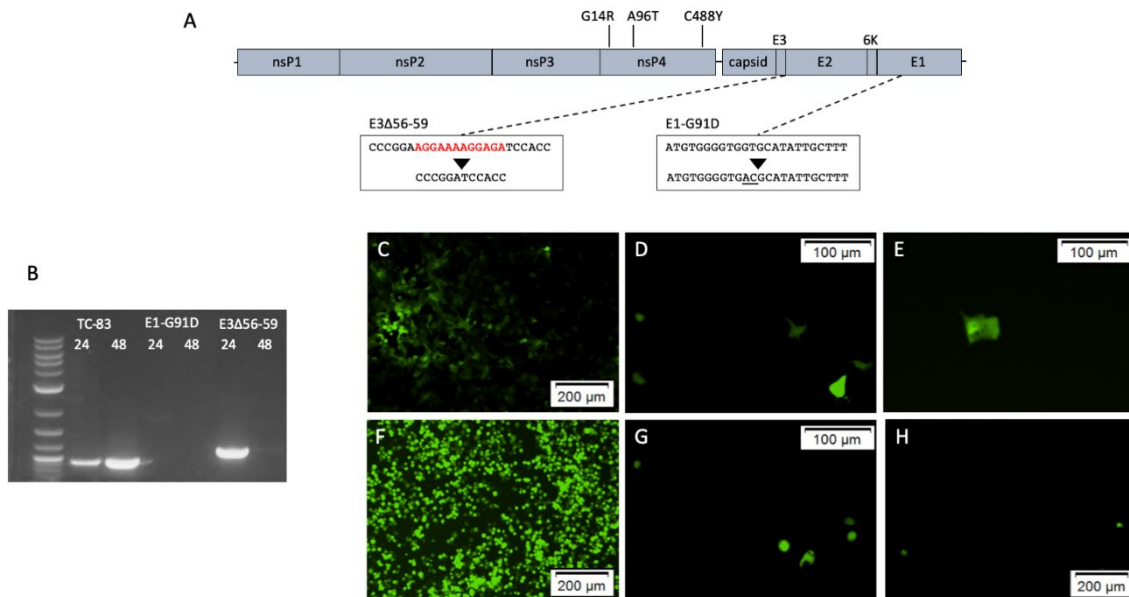 A
G14R A96T C488Y
E3 6K
nsP1 nsP2 nsP3 nsP4 capsid E2 E1
E3Δ56-59 E1-G91D
CCCGGAAGGAAAAGGAGATCCACC ATGTGGGGTGGTGCATATTGCTTT
CCCGGATCCACC ATGTGGGGTGACGCATATTGCTTT
B
TC-83 E1-G91D E3Δ56-59
24 48 24 48 24 48
C
200 µm
D
100 µm
E
100 µm
F
200 µm
G
100 µm
H
200 µm